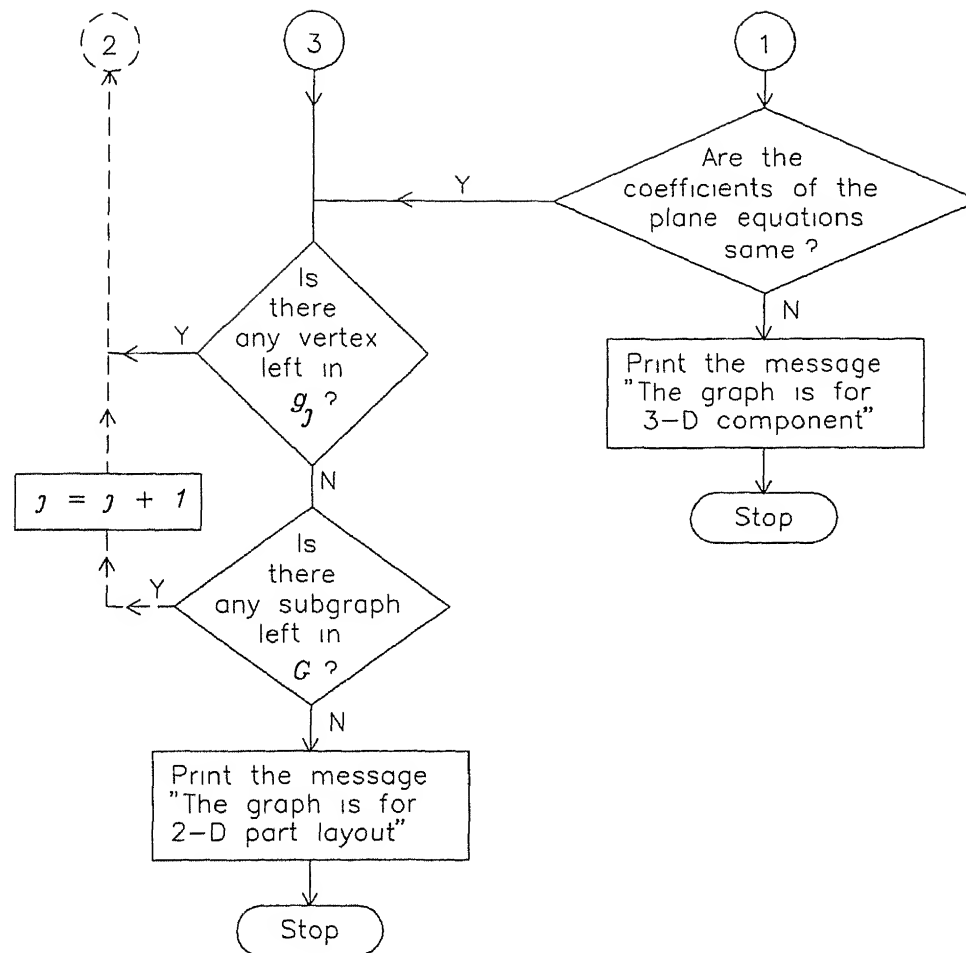 2
3
1
Are the
coefficients of the
plane equations
same ?
Y
N
Print the message
"The graph is for
3-D component"
Stop
Is
there
any vertex
left in
g_j ?
Y
N
j = j + 1
Is
there
any subgraph
left in
G ?
Y
N
Print the message
"The graph is for
2-D part layout"
Stop